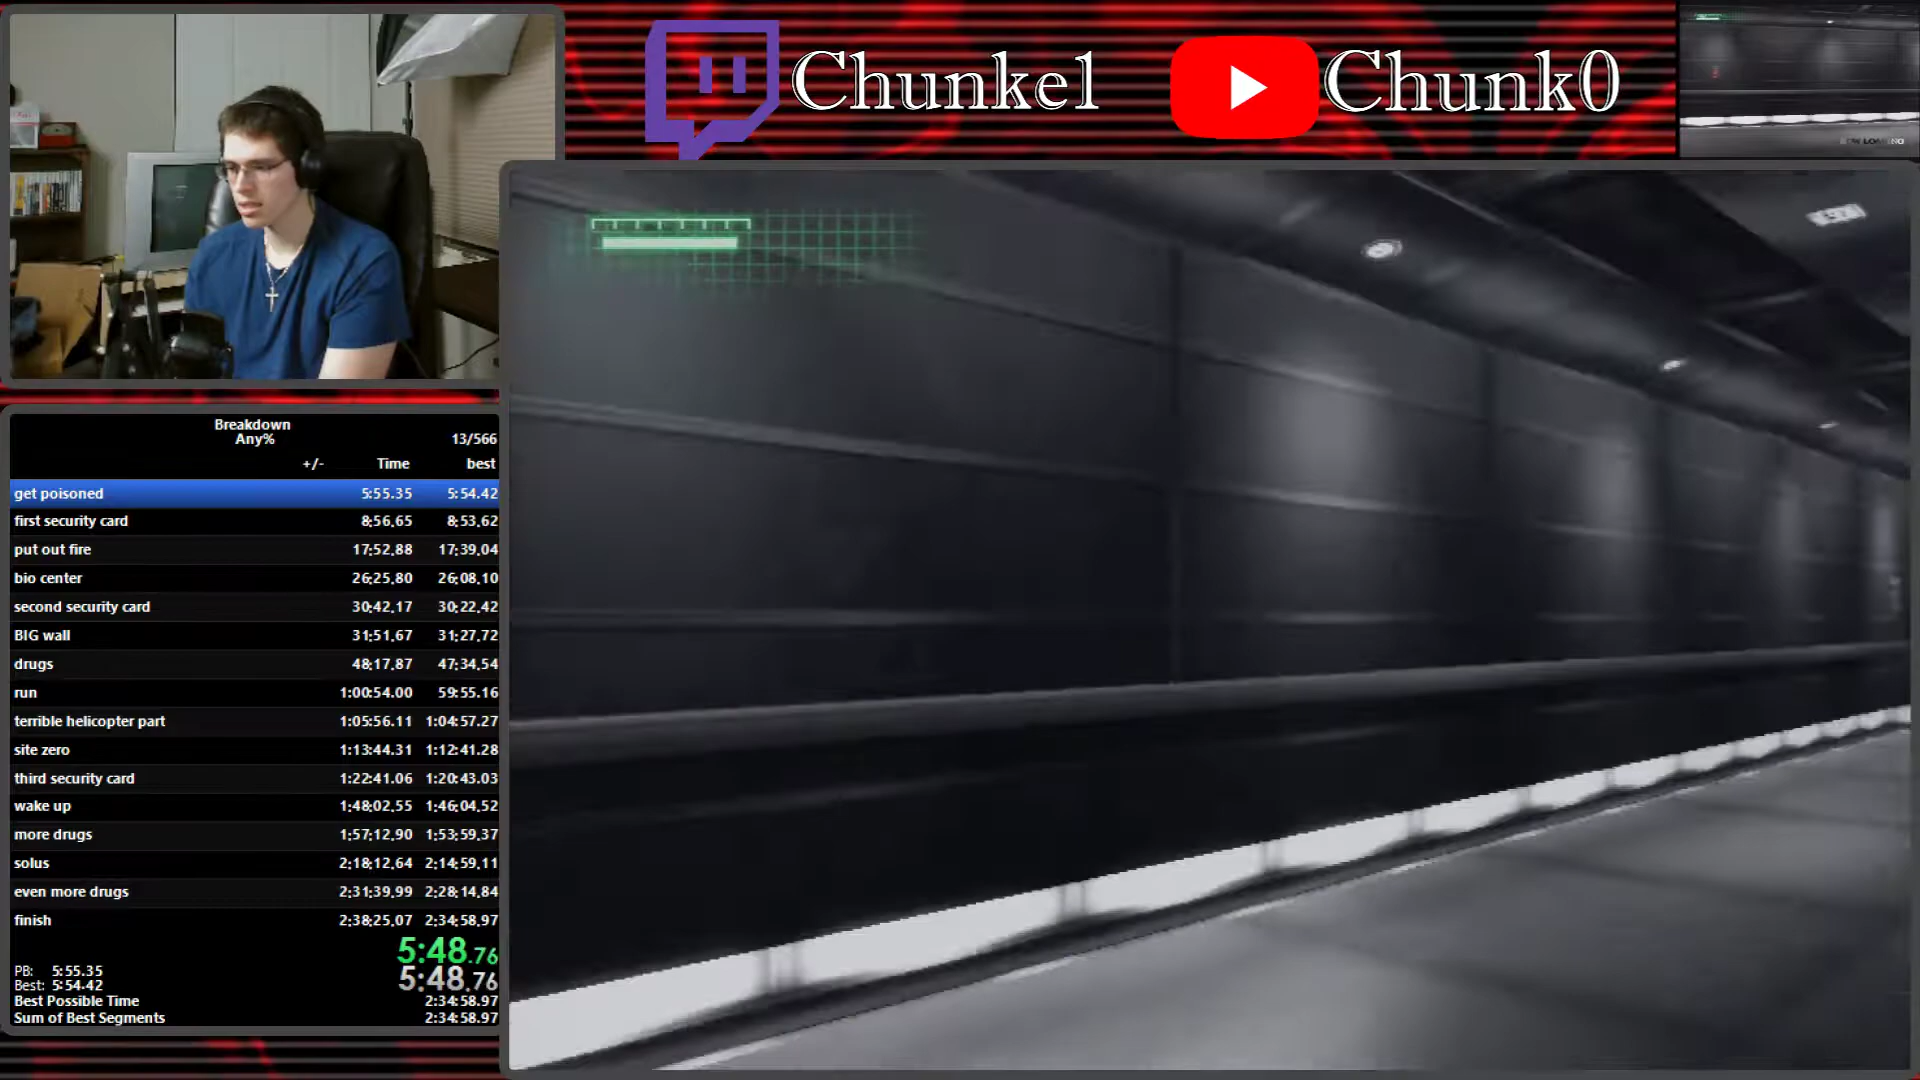 Chunke1
Chunk0
Breakdown
Any% 13/566
+/- Time best
get poisoned 5:55.35 5:54.42
first security card 8:56.65 8:53.62
put out fire 17:52.88 17:39.04
bio center 26:25.80 26:08.10
second security card 30:42.17 30:22.42
BIG wall 31:51.67 31:27.72
drugs 48:17.87 47:34.54
run 1:00:54.00 59:55.16
terrible helicopter part 1:05:56.11 1:04:57.27
site zero 1:13:44.31 1:12:41.28
third security card 1:22:41.06 1:20:43.03
wake up 1:48:02.55 1:46:04.52
more drugs 1:57:12.90 1:53:59.37
solus 2:18:12.64 2:14:59.11
even more drugs 2:31:39.99 2:28:14.84
finish 2:38:25.07 2:34:58.97
5:48.76
PB: 5:55.35
5:48.76
Best: 5:54.42
Best Possible Time 2:34:58.97
Sum of Best Segments 2:34:58.97